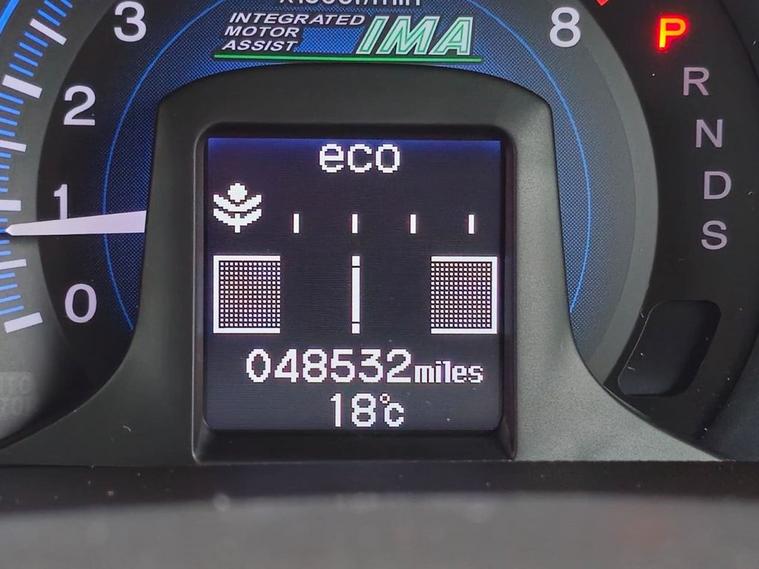 3
INTEGRATED
MOTOR
ASSIST
IMA
8
P
R
N
D
S
2
1
0
eco
048532miles
18°c